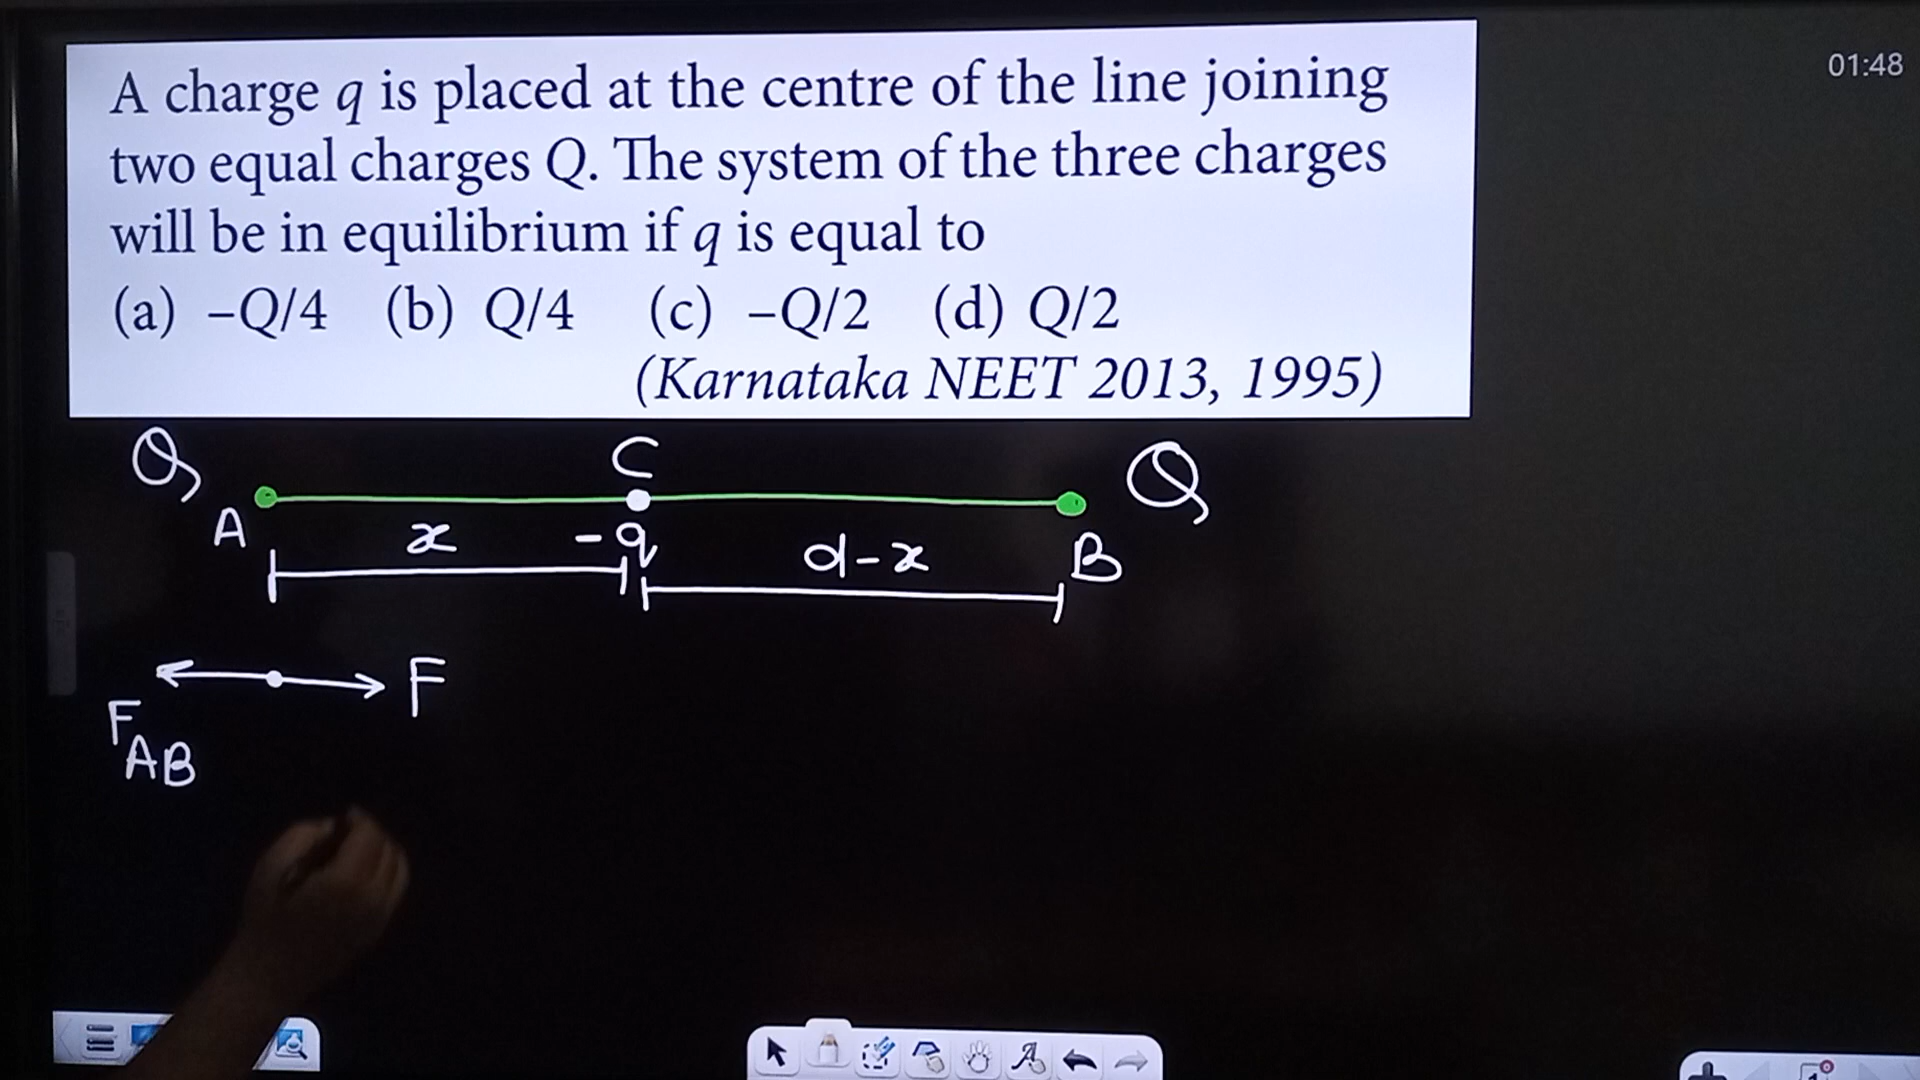 A charge q is placed at the centre of the line joining
two equal charges Q. The system of the three charges
will be in equilibrium if q is equal to
(a) –Q/4 (b) Q/4 (c) –Q/2 (d) Q/2
(Karnataka NEET 2013, 1995)
01:48
Q C Q
A x -q d-x B
F
F AB